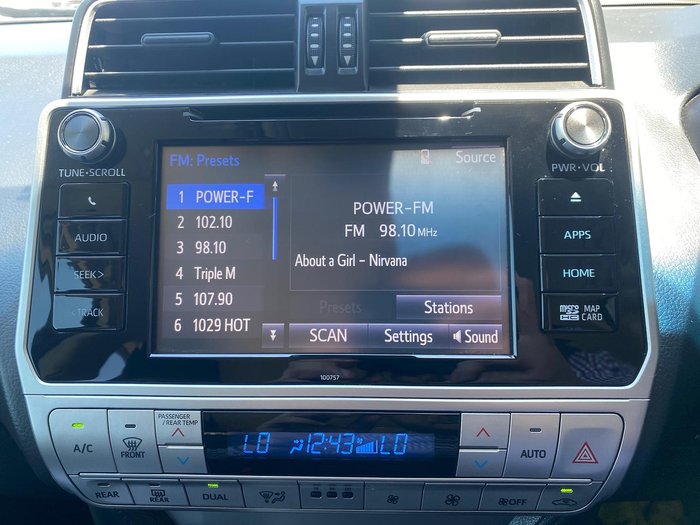 TUNE·SCROLL
AUDIO
SEEK>
<TRACK
FM: Presets
Source
1 POWER-F
2 102.10
3 98.10
4 Triple M
5 107.90
6 1029 HOT
POWER-FM
FM 98.10 MHz
About a Girl - Nirvana
Presets
Stations
SCAN
Settings
Sound
PWR·VOL
APPS
HOME
micro SD HC
MAP CARD
100757
A/C
FRONT
PASSENGER
/REAR TEMP
LO 12:43 LO
AUTO
REAR
REAR
DUAL
OFF